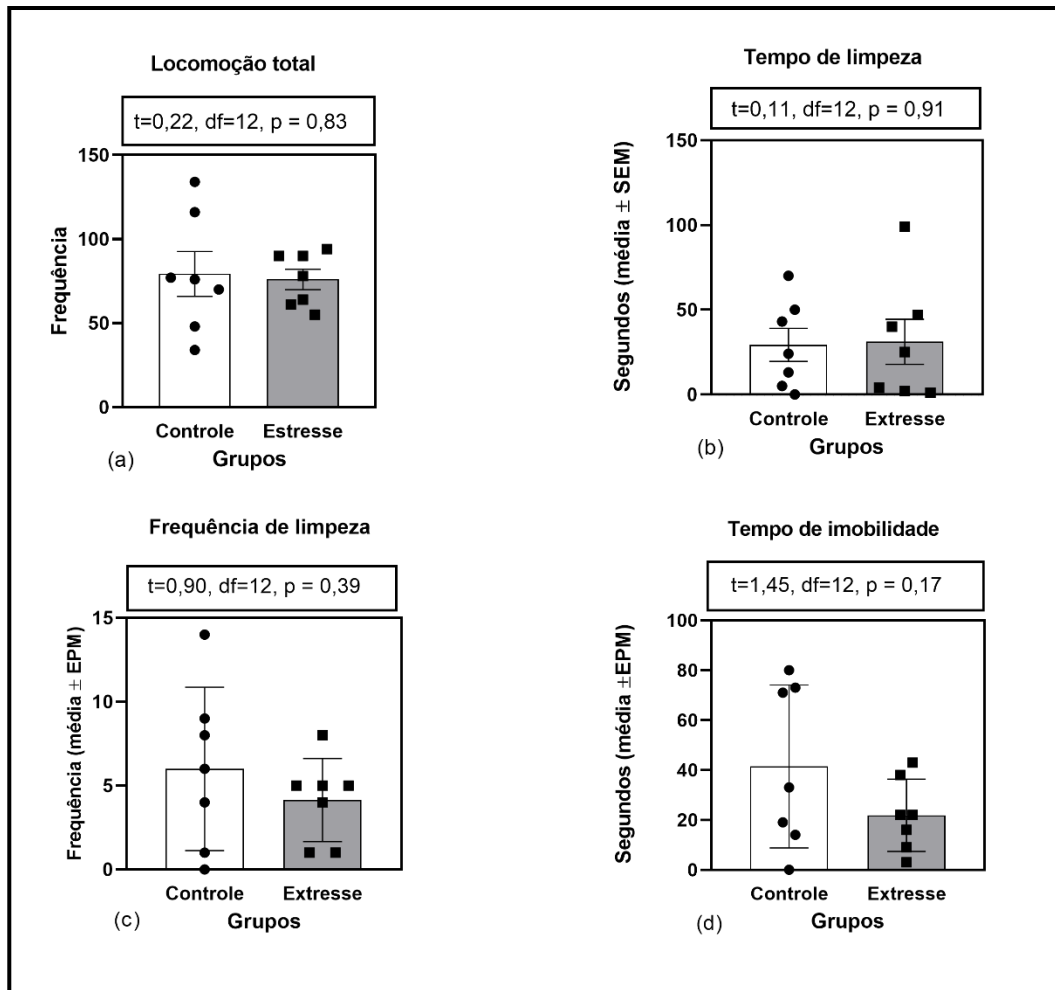 Locomoção total
t=0,22, df=12, p = 0,83
Frequência
150
100
50
0
Controle
Estresse
Grupos
(a)
Tempo de limpeza
t=0,11, df=12, p = 0,91
Segundos (média ± SEM)
150
100
50
0
Controle
Extresse
Grupos
(b)
Frequência de limpeza
t=0,90, df=12, p = 0,39
Frequência (média ± EPM)
15
10
5
0
Controle
Extresse
Grupos
(c)
Tempo de imobilidade
t=1,45, df=12, p = 0,17
Segundos (média ±EPM)
100
80
60
40
20
0
Controle
Extresse
Grupos
(d)